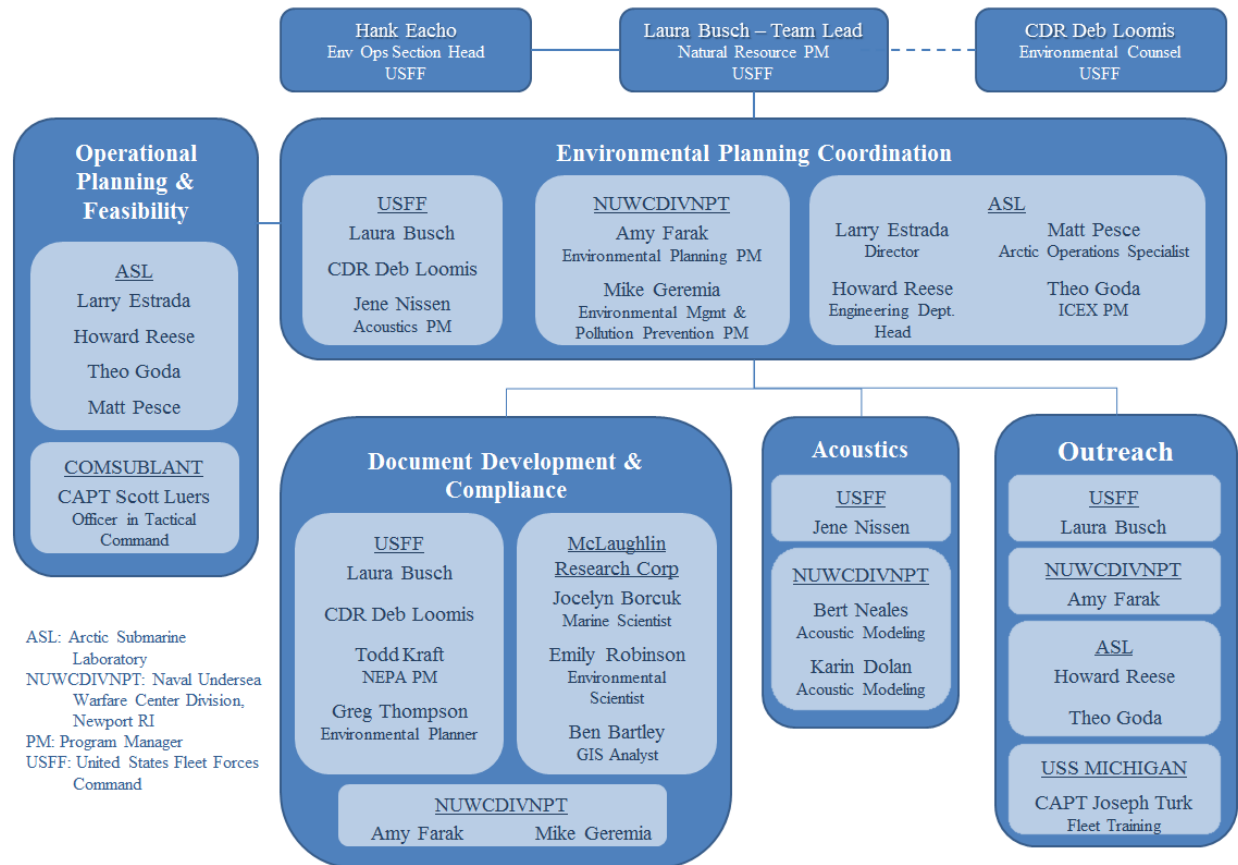 Hank Eacho
Env Ops Section Head
USFF
Laura Busch – Team Lead
Natural Resource PM
USFF
CDR Deb Loomis
Environmental Counsel
USFF
Operational
Planning &
Feasibility
ASL
Larry Estrada
Howard Reese
Theo Goda
Matt Pesce
COMSUBLANT
CAPT Scott Luers
Officer in Tactical
Command
Environmental Planning Coordination
USFF
Laura Busch
CDR Deb Loomis
Jene Nissen
Acoustics PM
NUWCDIVNPT
Amy Farak
Environmental Planning PM
Mike Geremia
Environmental Mgmt &
Pollution Prevention PM
ASL
Larry Estrada
Director
Howard Reese
Engineering Dept.
Head
Matt Pesce
Arctic Operations Specialist
Theo Goda
ICEX PM
Document Development &
Compliance
USFF
Laura Busch
CDR Deb Loomis
Todd Kraft
NEPA PM
Greg Thompson
Environmental Planner
McLaughlin
Research Corp
Jocelyn Borcuk
Marine Scientist
Emily Robinson
Environmental
Scientist
Ben Bartley
GIS Analyst
NUWCDIVNPT
Amy Farak
Mike Geremia
Acoustics
USFF
Jene Nissen
NUWCDIVNPT
Bert Neales
Acoustic Modeling
Karin Dolan
Acoustic Modeling
Outreach
USFF
Laura Busch
NUWCDIVNPT
Amy Farak
ASL
Howard Reese
Theo Goda
USS MICHIGAN
CAPT Joseph Turk
Fleet Training
ASL: Arctic Submarine
Laboratory
NUWCDIVNPT: Naval Undersea
Warfare Center Division,
Newport RI
PM: Program Manager
USFF: United States Fleet Forces
Command